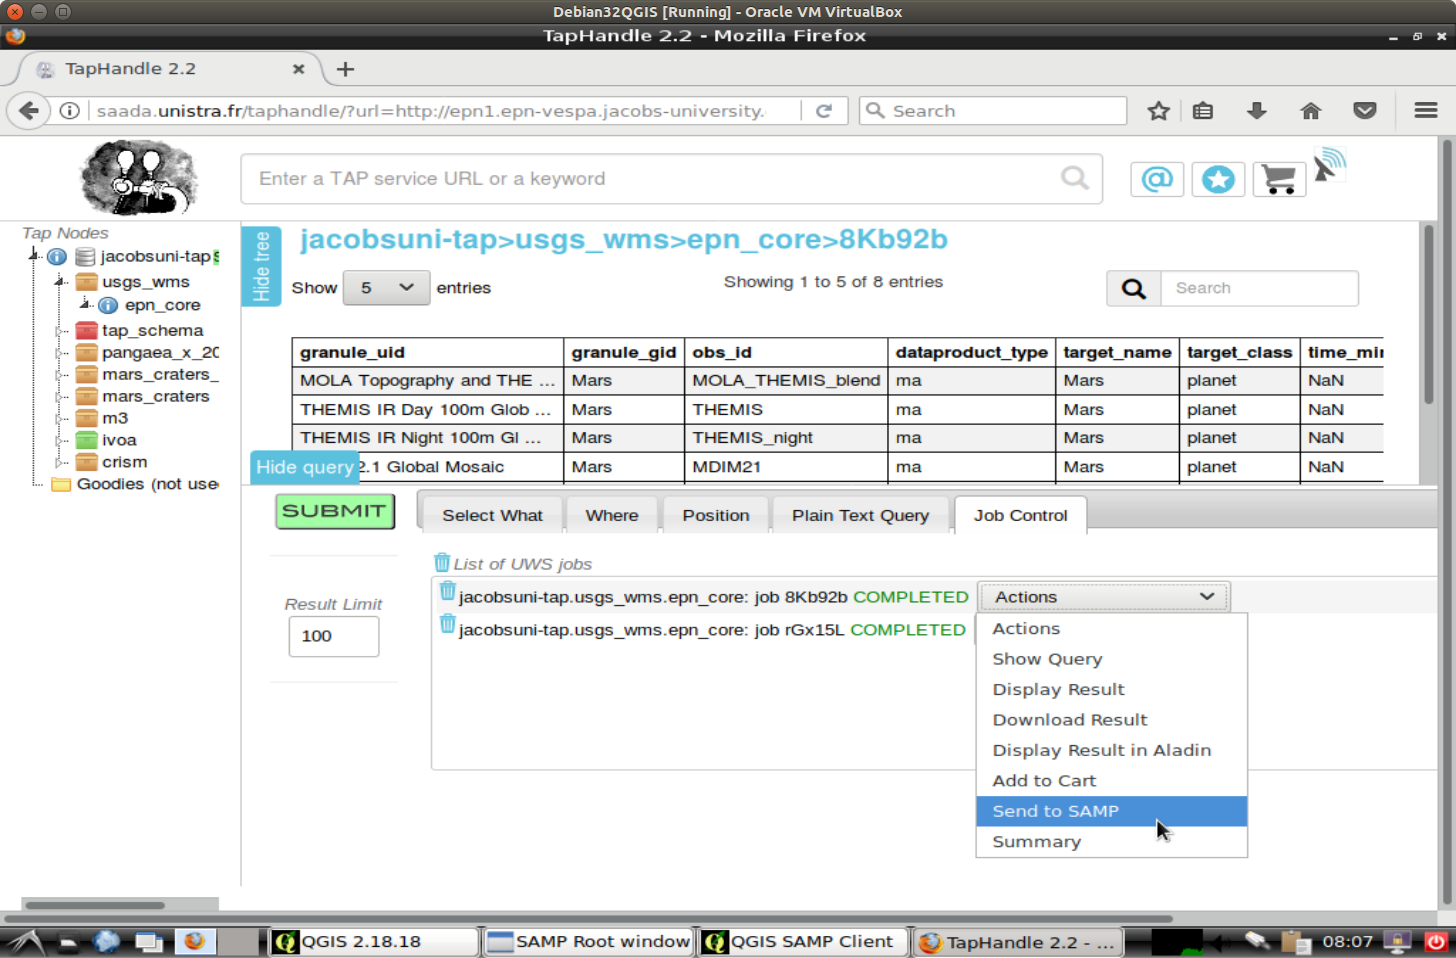 Debian32QGIS [Running] - Oracle VM VirtualBox
TapHandle 2.2 - Mozilla Firefox
TapHandle 2.2
saada.unistra.fr/taphandle/?url=http://epn1.epn-vespa.jacobs-university.
Search
Enter a TAP service URL or a keyword
Tap Nodes
jacobsuni-tap
usgs_wms
epn_core
tap_schema
pangaea_x_20
mars_craters_
mars_craters
m3
ivoa
crism
Goodies (not use
Hide tree
jacobsuni-tap>usgs_wms>epn_core>8Kb92b
Show 5 entries
Showing 1 to 5 of 8 entries
Search
granule_uid granule_gid obs_id dataproduct_type target_name target_class time_mi
MOLA Topography and THE ... Mars MOLA_THEMIS_blend ma Mars planet NaN
THEMIS IR Day 100m Glob ... Mars THEMIS ma Mars planet NaN
THEMIS IR Night 100m Gl ... Mars THEMIS_night ma Mars planet NaN
Hide query 2.1 Global Mosaic Mars MDIM21 ma Mars planet NaN
SUBMIT
Select What Where Position Plain Text Query Job Control
Result Limit
100
List of UWS jobs
jacobsuni-tap.usgs_wms.epn_core: job 8Kb92b COMPLETED Actions
jacobsuni-tap.usgs_wms.epn_core: job rGx15L COMPLETED
Actions
Show Query
Display Result
Download Result
Display Result in Aladin
Add to Cart
Send to SAMP
Summary
QGIS 2.18.18
SAMP Root window
QGIS SAMP Client
TapHandle 2.2 - ...
08:07